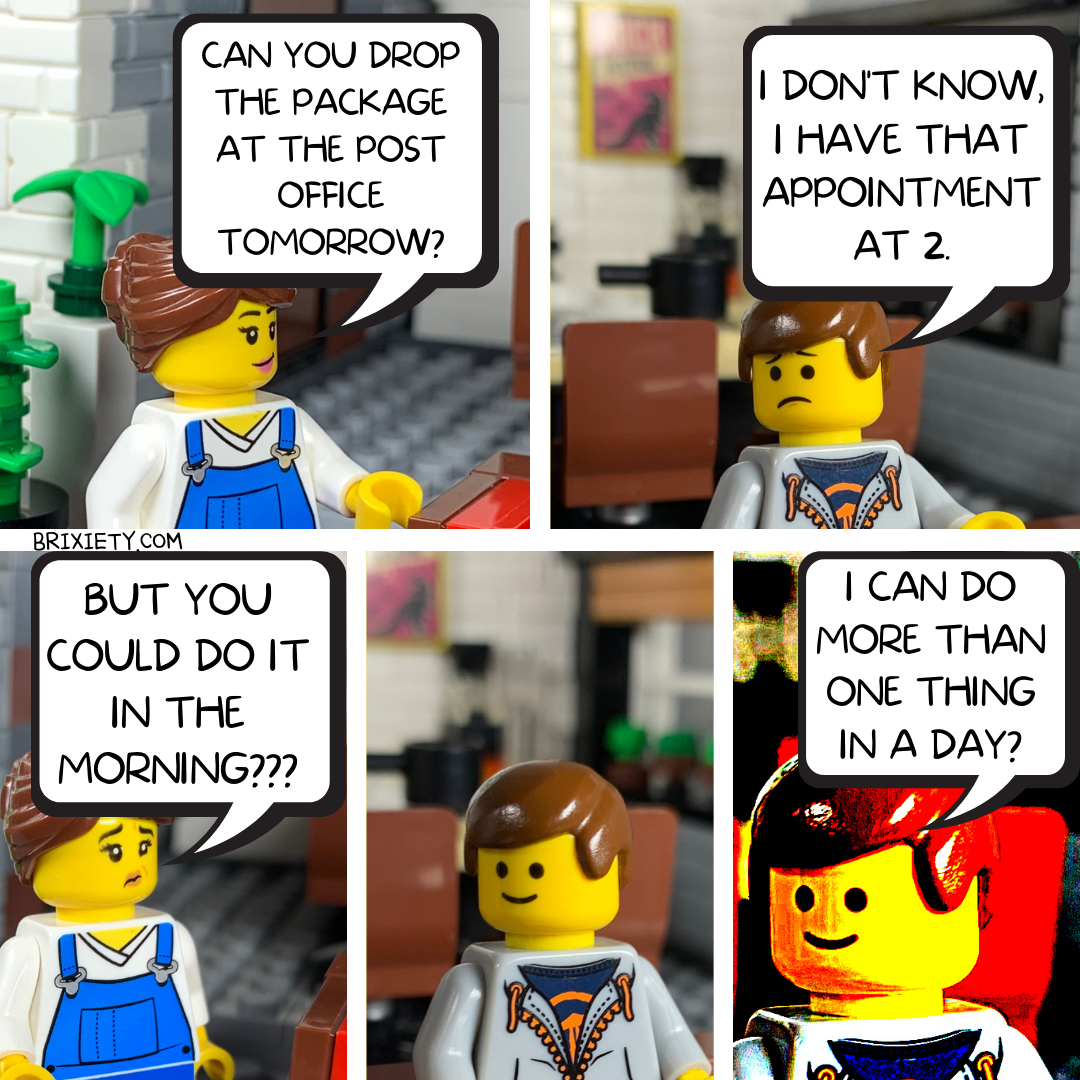 CAN YOU DROP
THE PACKAGE
AT THE POST
OFFICE
TOMORROW?
I DON'T KNOW,
I HAVE THAT
APPOINTMENT
AT 2.
BRIXIETY.COM
BUT YOU
COULD DO IT
IN THE
MORNING???
I CAN DO
MORE THAN
ONE THING
IN A DAY?